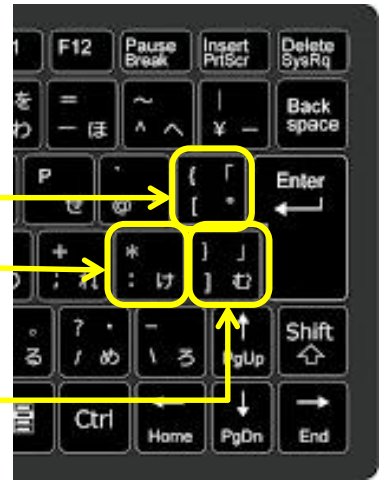 1 F12 Pause Insert Delete
Break PrtScr SysRq
を = ~ | Back
わ - ほ ^ へ ¥ ー space
P ` { 「 Enter
せ @ [ ゜
+ * } 」
; れ : け ] む
。 ? ・ - ↑ Shift
る / め \ ろ PgUp ⇧
Ctrl ← ↓ →
Home PgDn End